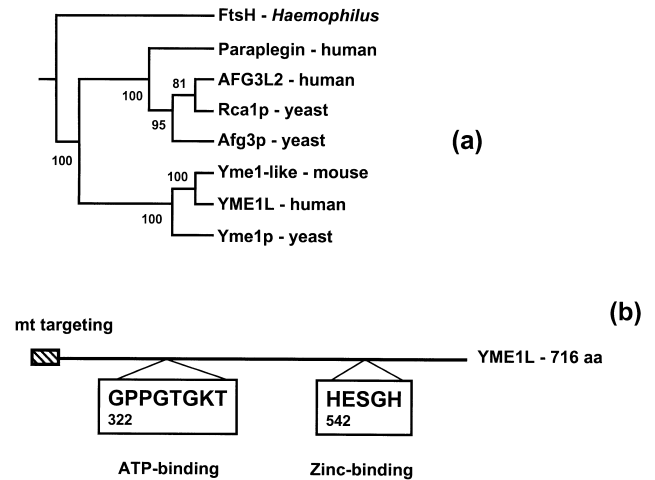 FtsH - Haemophilus
Paraplegin - human
AFG3L2 - human
81
100
Rca1p - yeast
95
Afg3p - yeast
(a)
100
Yme1-like - mouse
100
YME1L - human
100
Yme1p - yeast
(b)
mt targeting
YME1L - 716 aa
GPPGTGKT
322
HESGH
542
ATP-binding
Zinc-binding